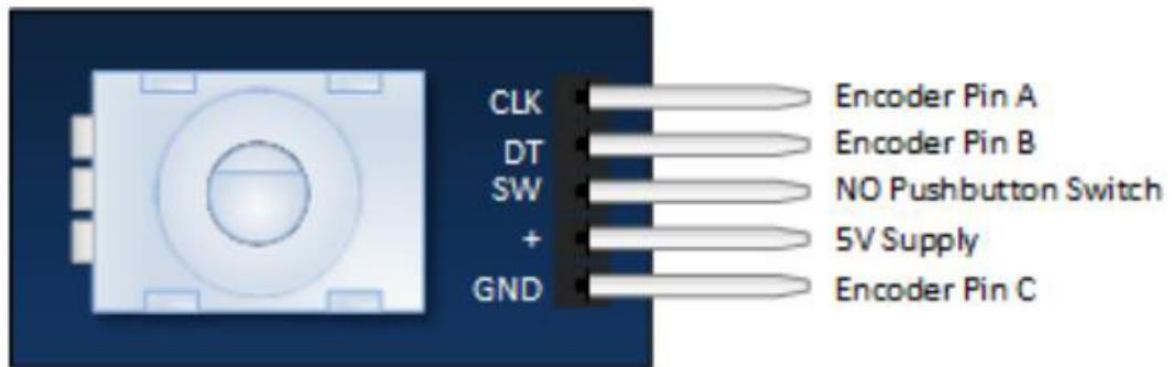 CLK Encoder Pin A
DT Encoder Pin B
SW NO Pushbutton Switch
+ 5V Supply
GND Encoder Pin C